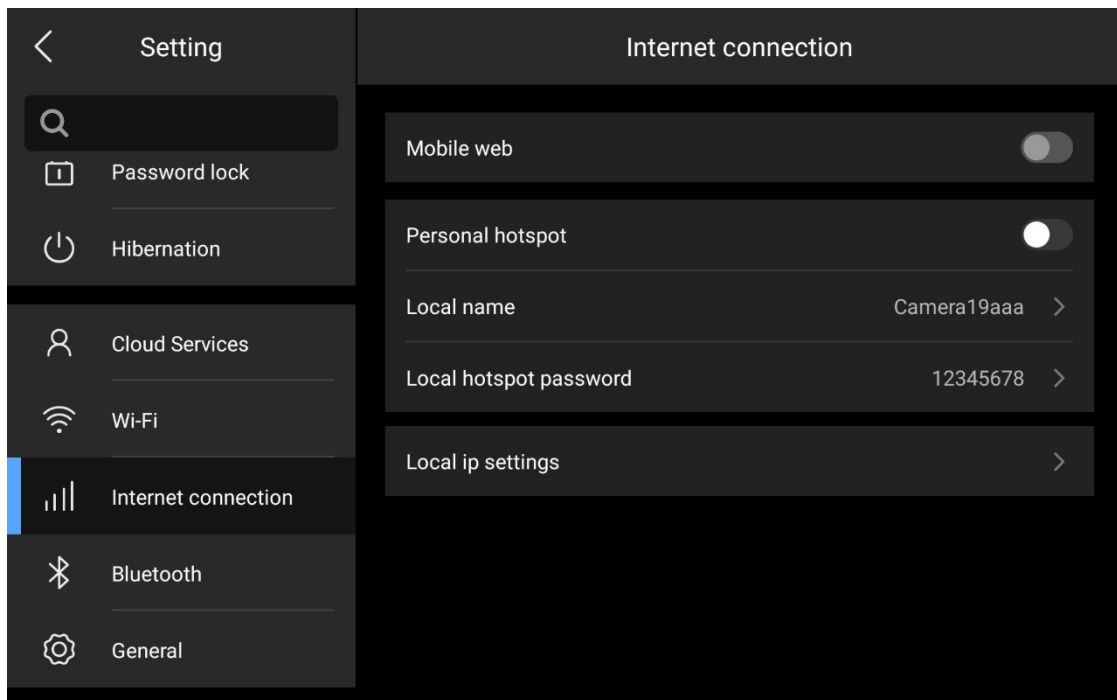 Setting
Internet connection
Password lock
Hibernation
Cloud Services
Wi-Fi
Internet connection
Bluetooth
General
Mobile web
Personal hotspot
Local name Camera19aaa
Local hotspot password 12345678
Local ip settings